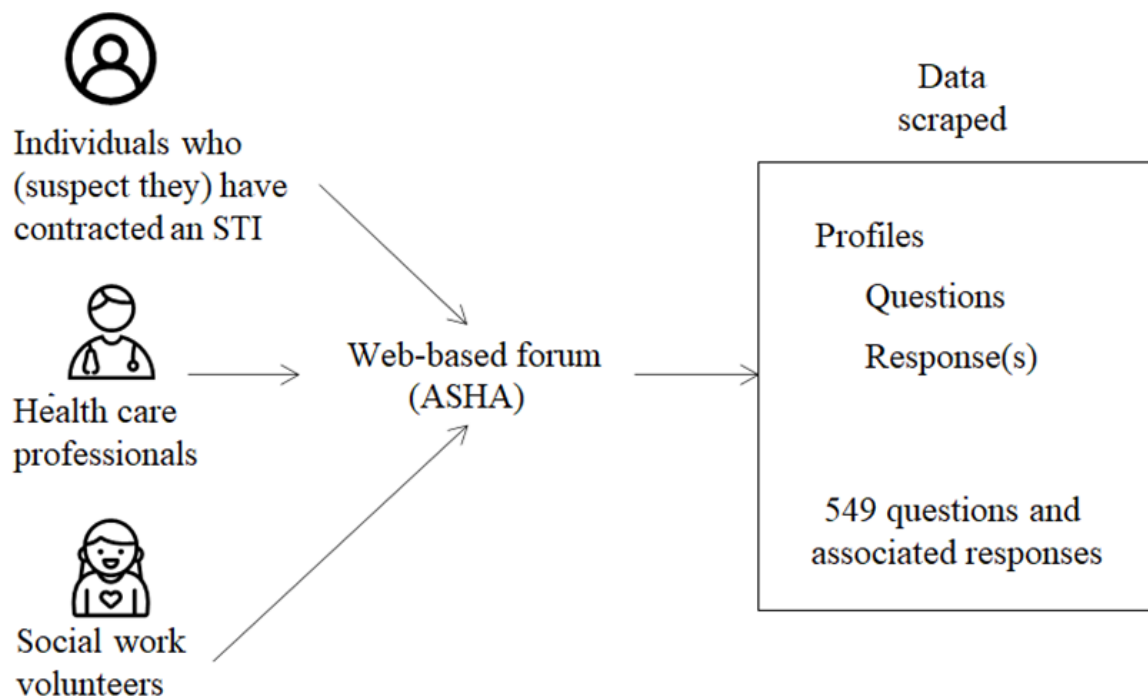 Individuals who
(suspect they) have
contracted an STI
Health care
professionals
Social work
volunteers
Web-based forum
(ASHA)
Data
scraped
Profiles
Questions
Response(s)
549 questions and
associated responses